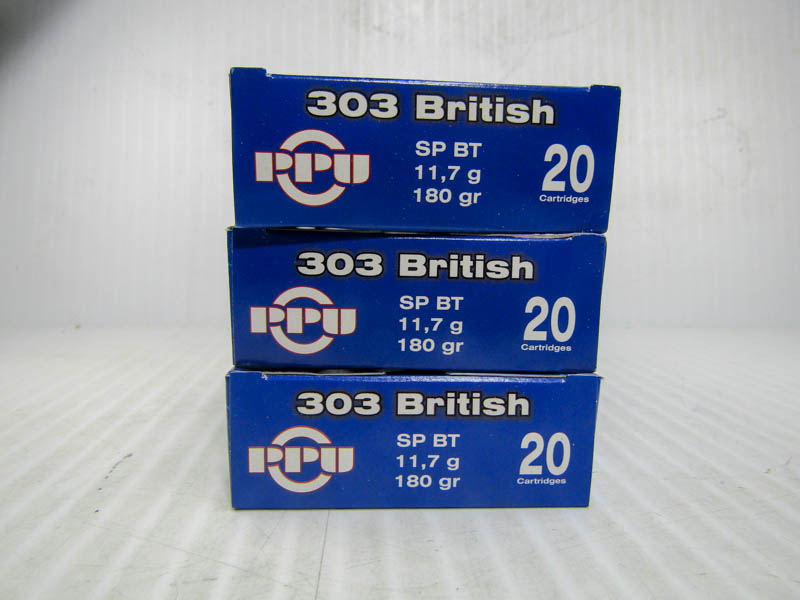 303 British
PPU
SP BT
11,7 g
180 gr
20
Cartridges
303 British
PPU
SP BT
11,7 g
180 gr
20
Cartridges
303 British
PPU
SP BT
11,7 g
180 gr
20
Cartridges